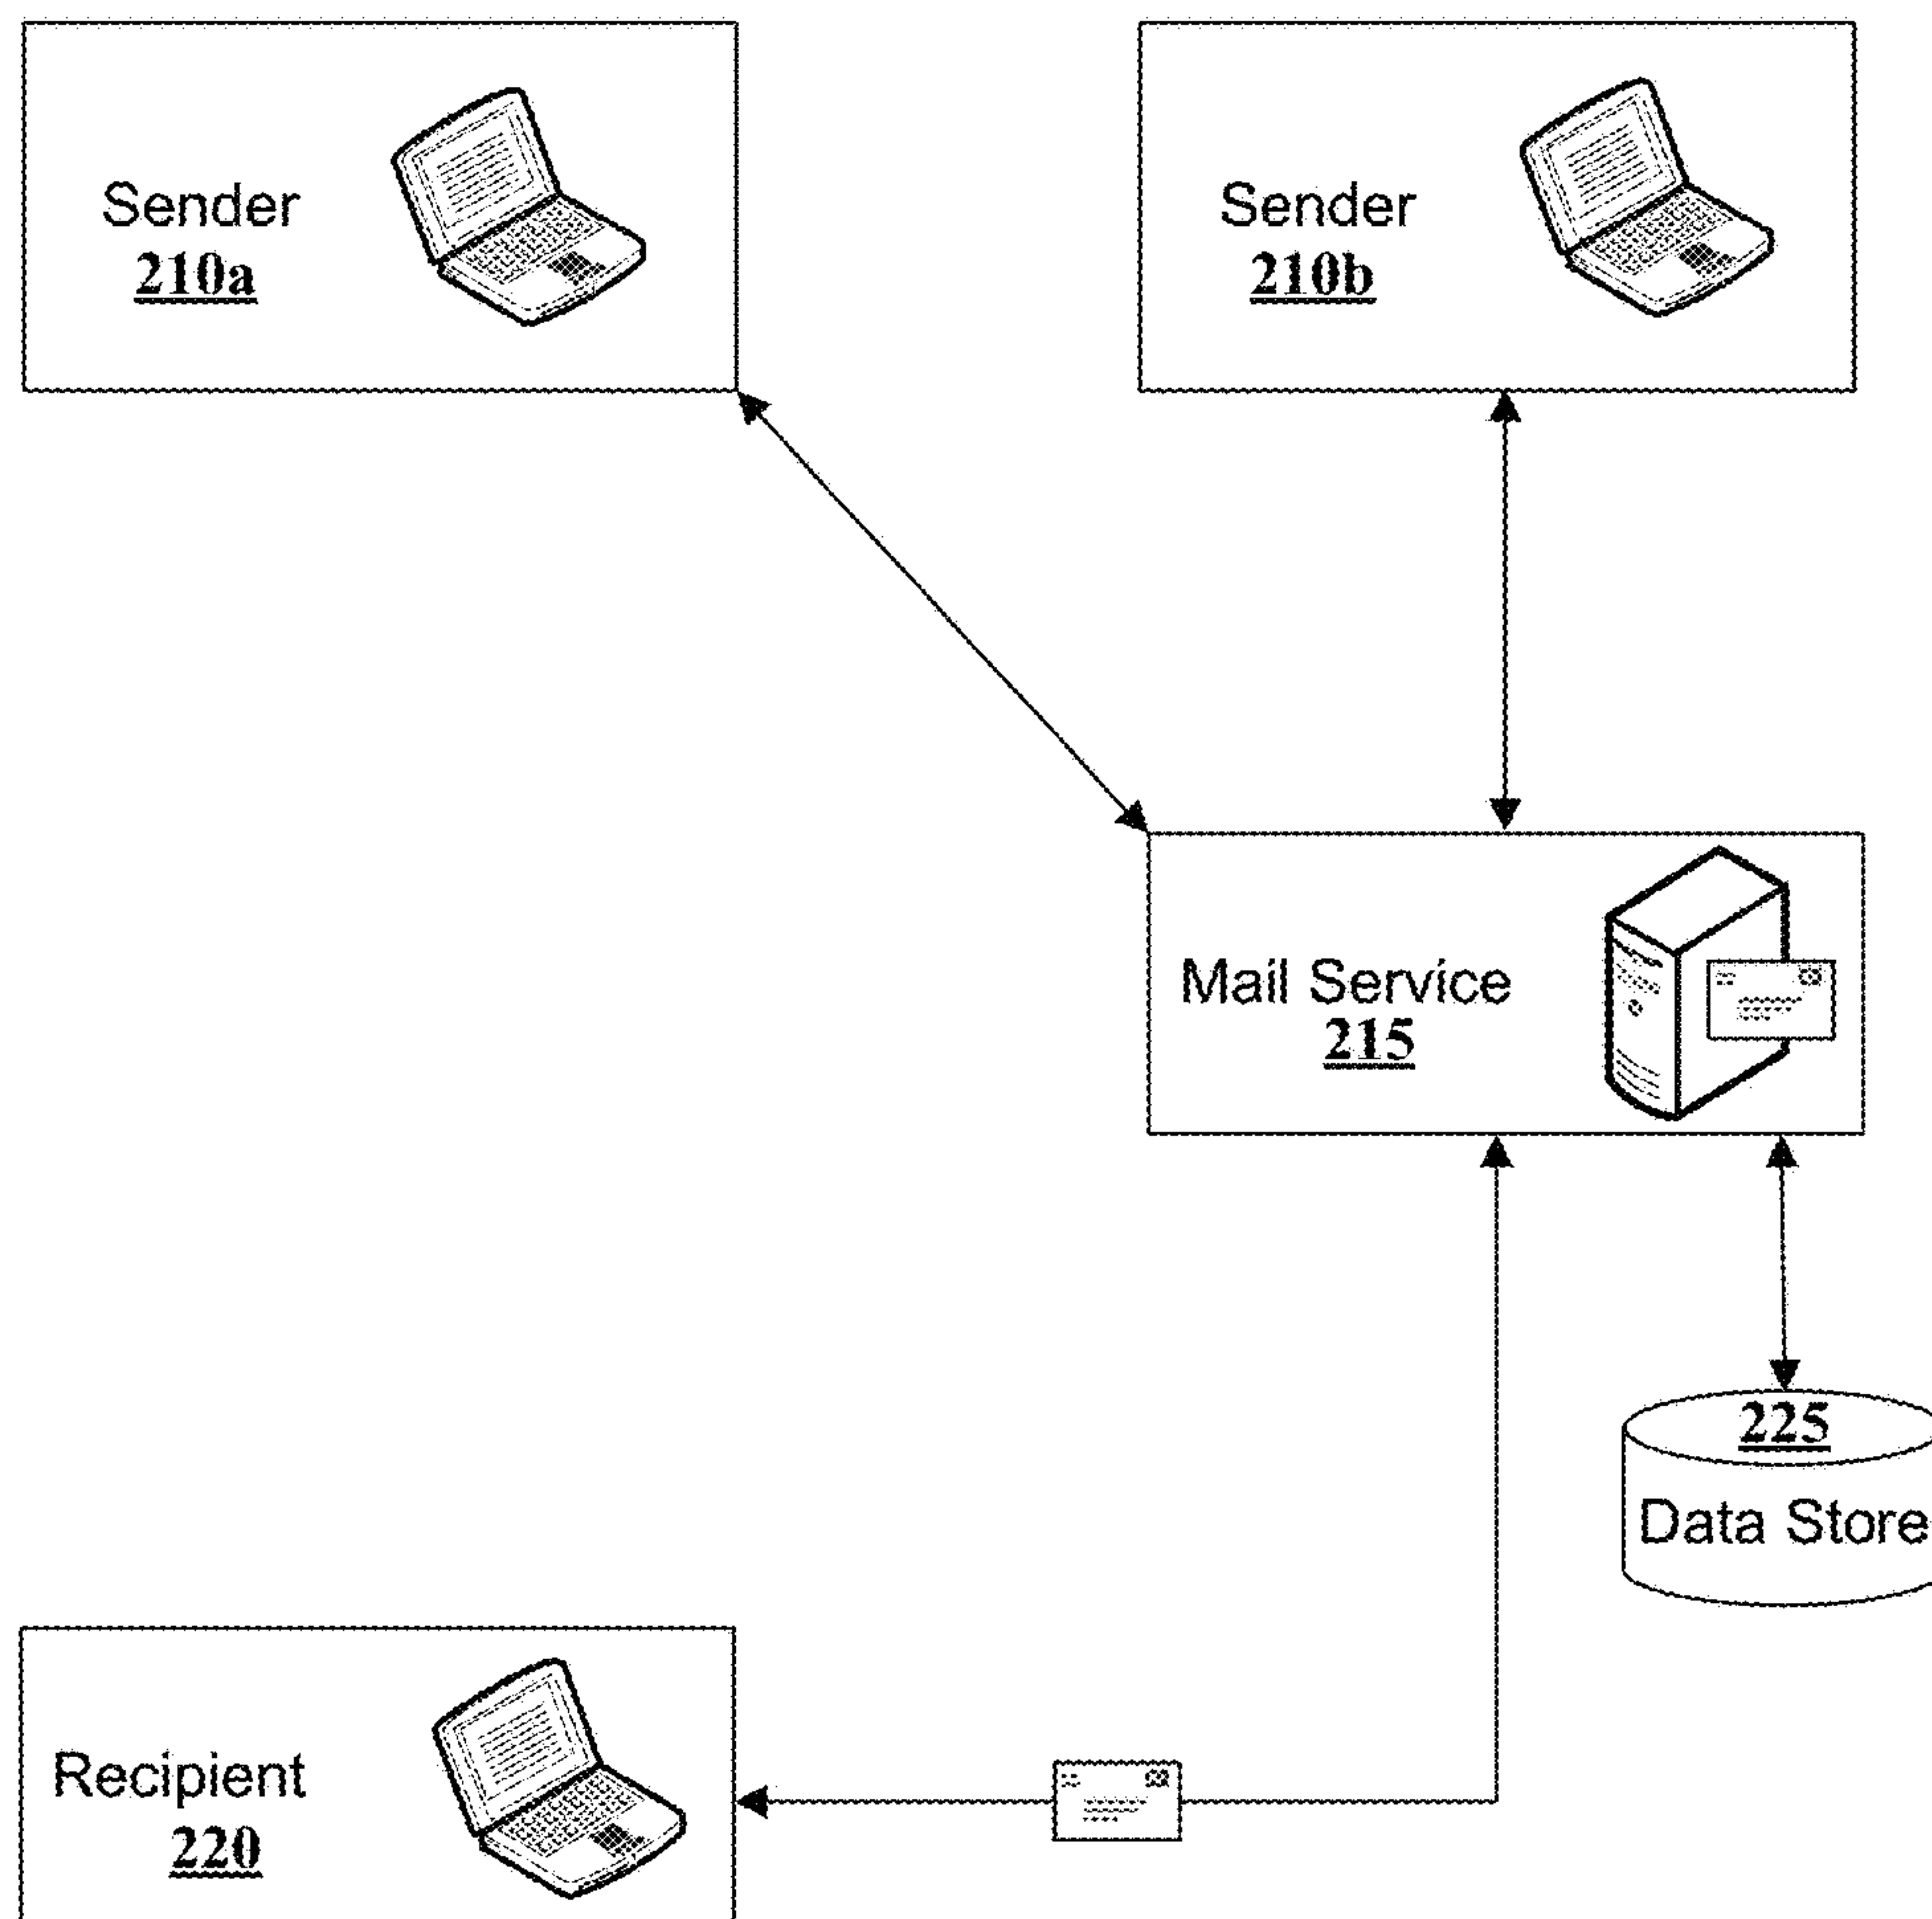 Sender
210a
Sender
210b
Mail Service
215
225
Data Store
Recipient
220